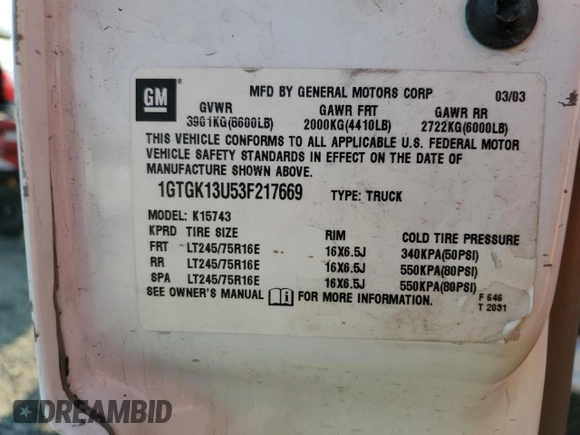 GM
MFD BY GENERAL MOTORS CORP 03/03
GVWR GAWR FRT GAWR RR
3901KG(8600LB) 2000KG(4410LB) 2722KG(6000LB)
THIS VEHICLE CONFORMS TO ALL APPLICABLE U.S. FEDERAL MOTOR
VEHICLE SAFETY STANDARDS IN EFFECT ON THE DATE OF
MANUFACTURE SHOWN ABOVE.
1GTGK13U53F217669 TYPE: TRUCK
MODEL: K15743
KPRD TIRE SIZE RIM COLD TIRE PRESSURE
FRT LT245/75R16E 16X6.5J 340KPA(50PSI)
RR LT245/75R16E 16X6.5J 550KPA(80PSI)
SPA LT245/75R16E 16X6.5J 550KPA(80PSI)
SEE OWNER'S MANUAL FOR MORE INFORMATION. F 646
T 2031
DREAMBID